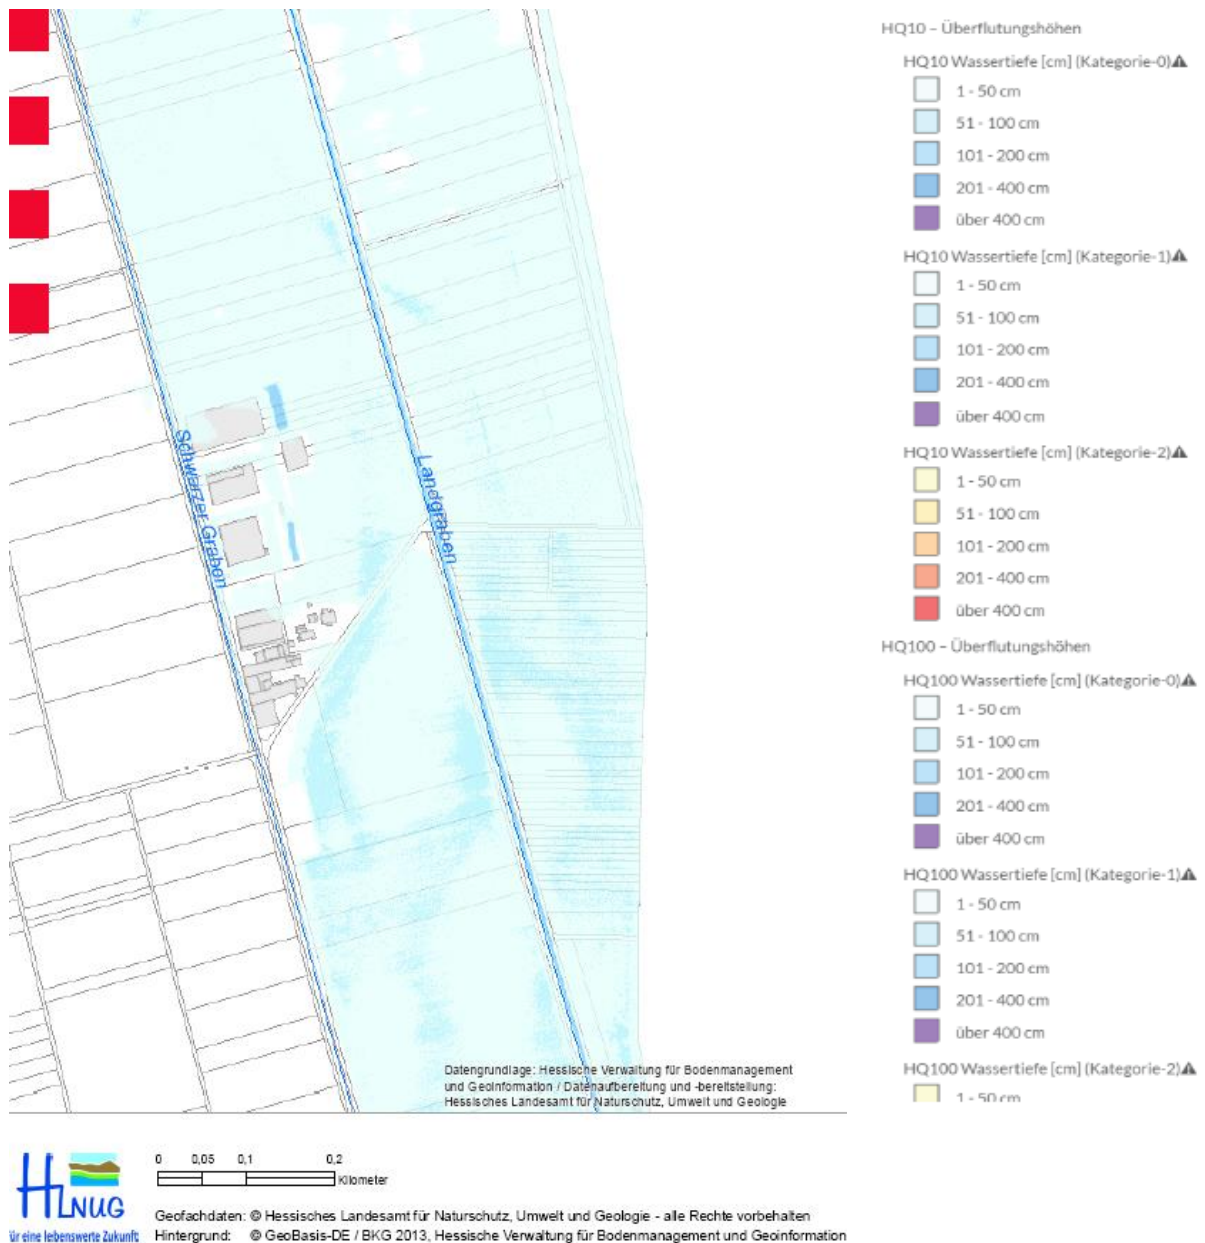 HQ10 – Überflutungshöhen
HQ10 Wassertiefe [cm] (Kategorie-0)
1 - 50 cm
51 - 100 cm
101 - 200 cm
201 - 400 cm
über 400 cm
HQ10 Wassertiefe [cm] (Kategorie-1)
1 - 50 cm
51 - 100 cm
101 - 200 cm
201 - 400 cm
über 400 cm
HQ10 Wassertiefe [cm] (Kategorie-2)
1 - 50 cm
51 - 100 cm
101 - 200 cm
201 - 400 cm
über 400 cm
HQ100 – Überflutungshöhen
HQ100 Wassertiefe [cm] (Kategorie-0)
1 - 50 cm
51 - 100 cm
101 - 200 cm
201 - 400 cm
über 400 cm
HQ100 Wassertiefe [cm] (Kategorie-1)
1 - 50 cm
51 - 100 cm
101 - 200 cm
201 - 400 cm
über 400 cm
HQ100 Wassertiefe [cm] (Kategorie-2)
1 - 50 cm
Schwarzer Graben
Landgraben
Datengrundlage: Hessische Verwaltung für Bodenmanagement
und Geoinformation / Datenaufbereitung und -bereitstellung:
Hessisches Landesamt für Naturschutz, Umwelt und Geologie
HLNUG
für eine lebenswerte Zukunft
0 0,05 0,1 0,2
Kilometer
Geofachdaten: © Hessisches Landesamt für Naturschutz, Umwelt und Geologie - alle Rechte vorbehalten
Hintergrund: © GeoBasis-DE / BKG 2013, Hessische Verwaltung für Bodenmanagement und Geoinformation